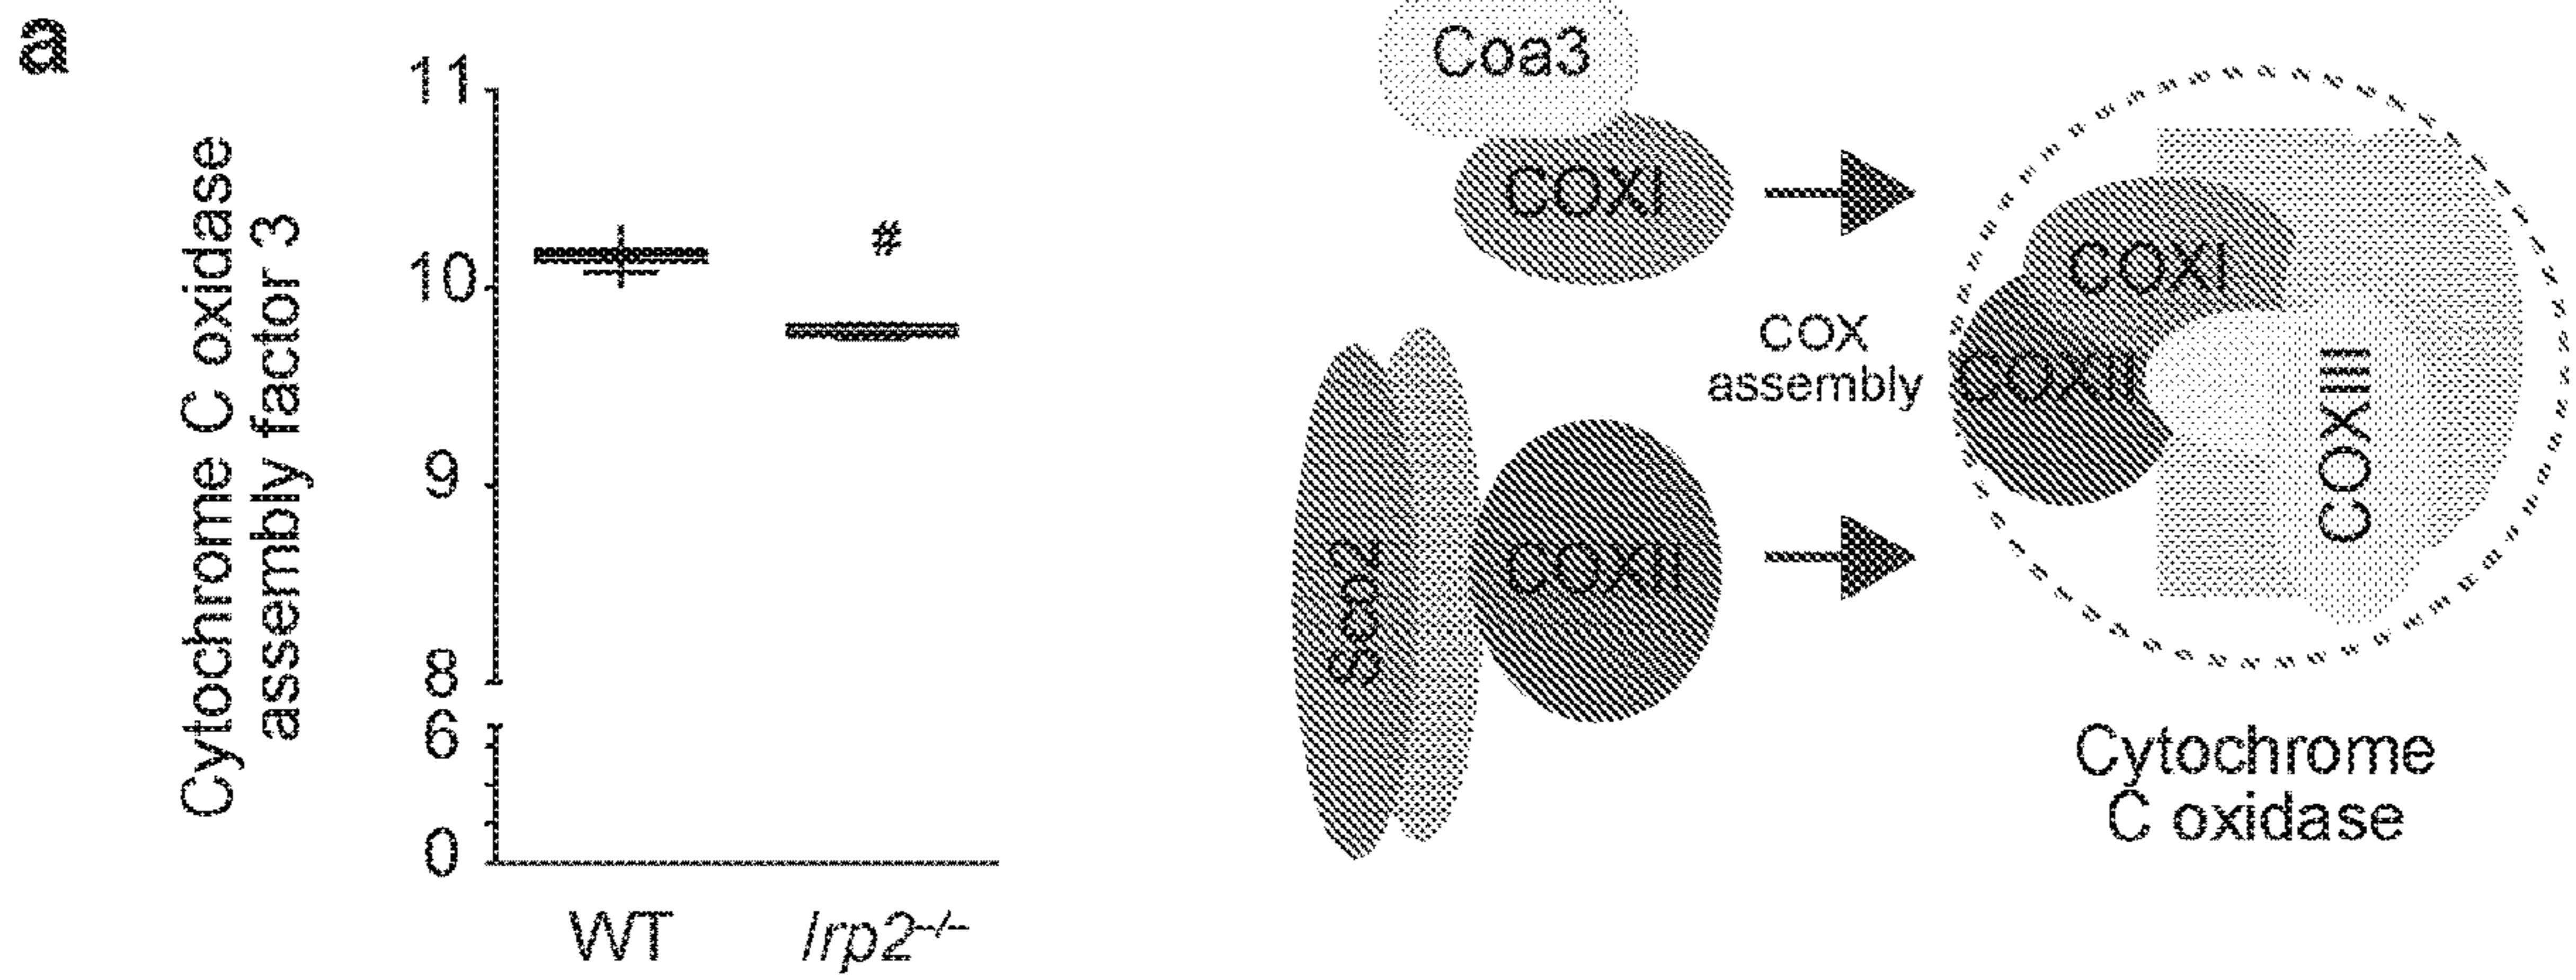 a
Cytochrome C oxidase
assembly factor 3
11
10
9
8
6
0
#
WT
Irp2⁻/⁻
Coa3
COXI
COX
assembly
Sco2
COXII
COXI
COXII
COXIII
Cytochrome
C oxidase